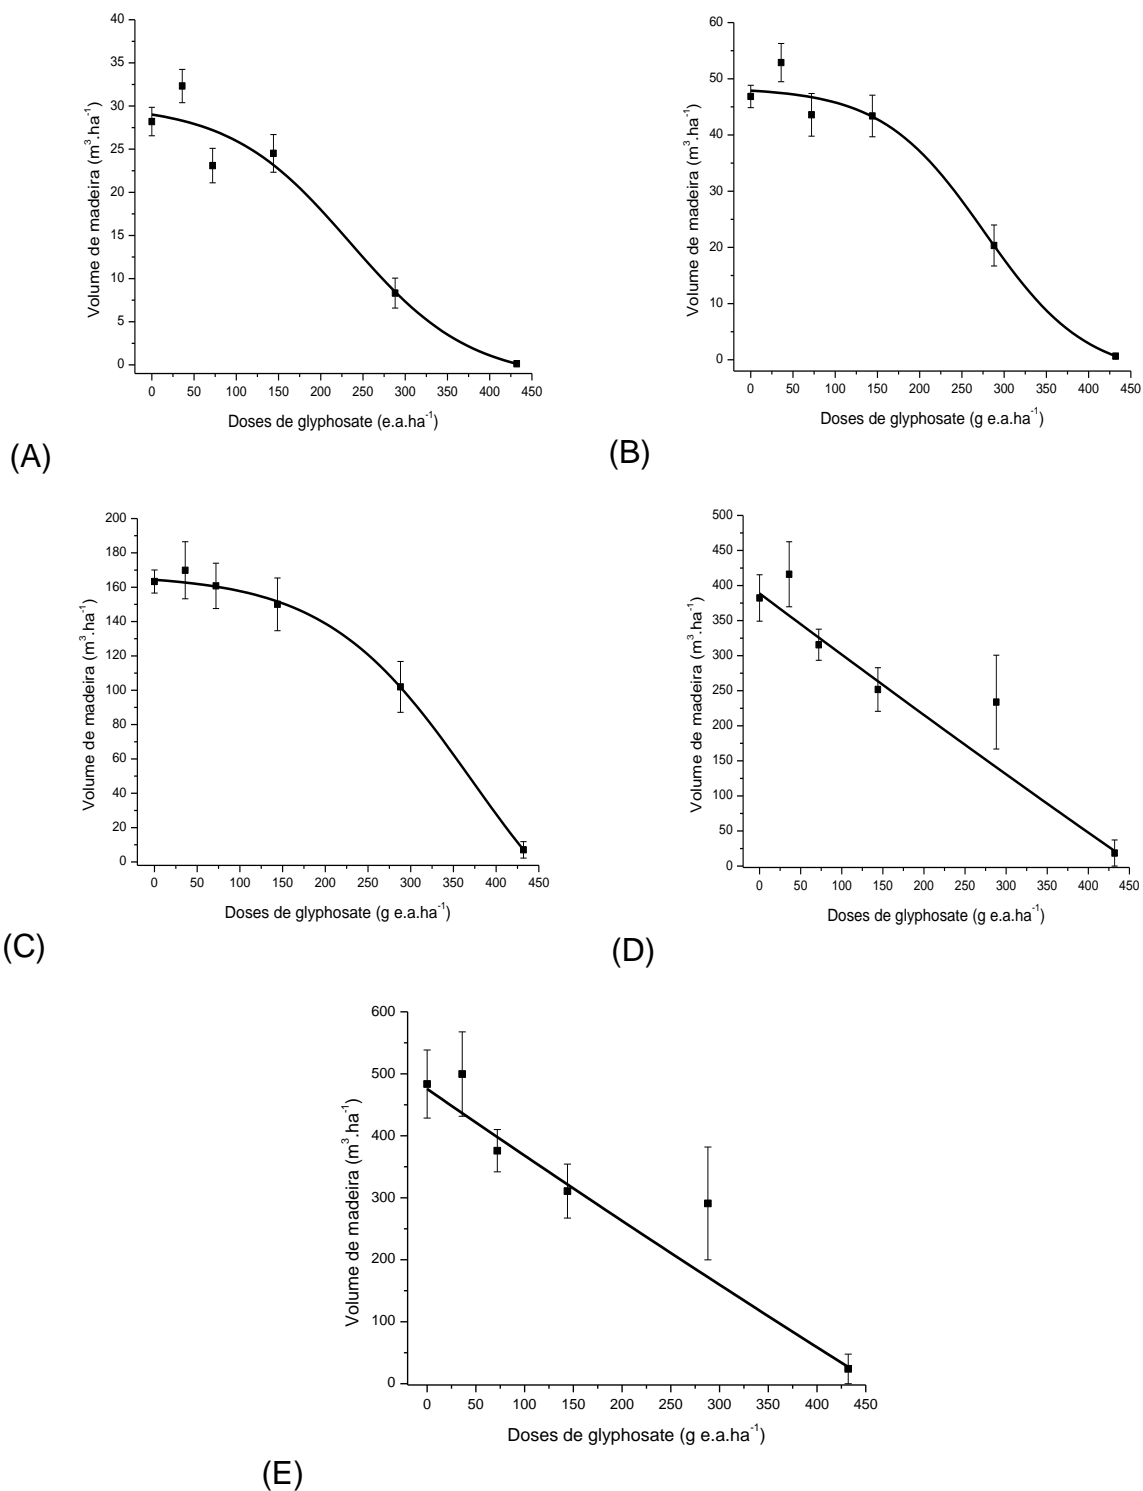 40
35
30
25
20
15
10
5
0
Volume de madeira (m³.ha⁻¹)
0 50 100 150 200 250 300 350 400 450
Doses de glyphosate (e.a.ha⁻¹)
(A)
60
50
40
30
20
10
0
Volume de madeira (m³.ha⁻¹)
0 50 100 150 200 250 300 350 400 450
Doses de glyphosate (g e.a.ha⁻¹)
(B)
200
180
160
140
120
100
80
60
40
20
0
Volume de madeira (m³.ha⁻¹)
0 50 100 150 200 250 300 350 400 450
Doses de glyphosate (g e.a.ha⁻¹)
(C)
500
450
400
350
300
250
200
150
100
50
0
Volume de madeira (m³.ha⁻¹)
0 50 100 150 200 250 300 350 400 450
Doses de glyphosate (g e.a.ha⁻¹)
(D)
600
500
400
300
200
100
0
Volume de madeira (m³.ha⁻¹)
0 50 100 150 200 250 300 350 400 450
Doses de glyphosate (g e.a.ha⁻¹)
(E)